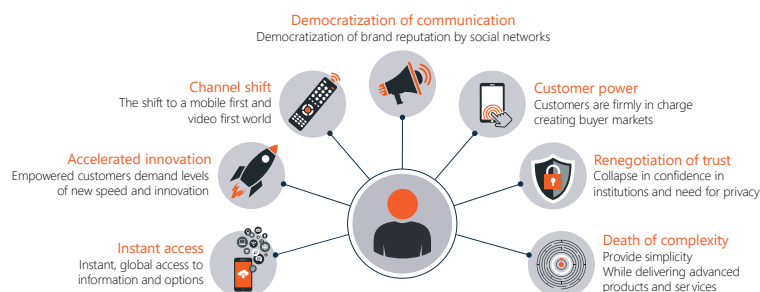 Democratization of communication
Democratization of brand reputation by social networks
Channel shift
The shift to a mobile first and
video first world
Customer power
Customers are firmly in charge
creating buyer markets
Accelerated innovation
Empowered customers demand levels
of new speed and innovation
Renegotiation of trust
Collapse in confidence in
institutions and need for privacy
Instant access
Instant, global access to
information and options
Death of complexity
Provide simplicity
While delivering advanced
products and services